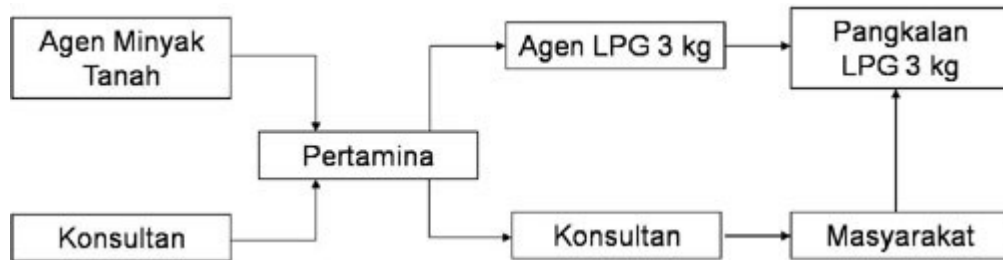 Agen Minyak
Tanah
Agen LPG 3 kg
Pangkalan
LPG 3 kg
Pertamina
Konsultan
Konsultan
Masyarakat